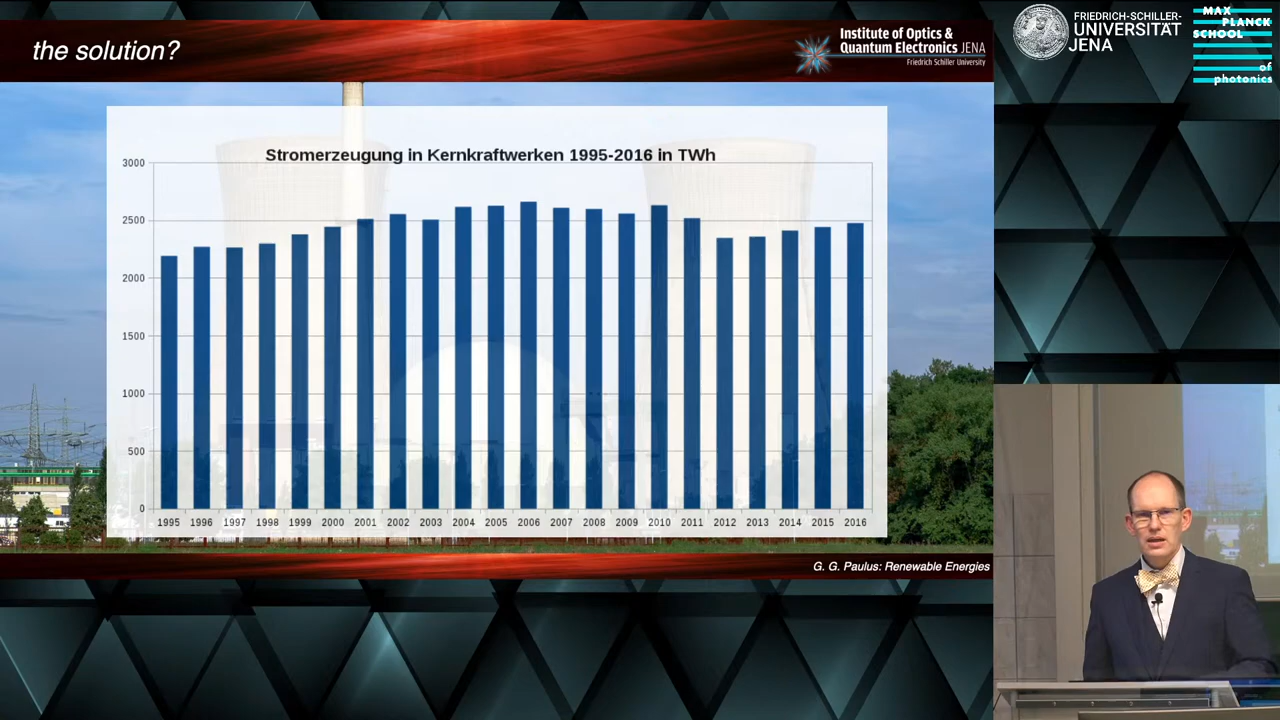 the solution?
Institute of Optics &
Quantum Electronics JENA
Friedrich Schiller University
FRIEDRICH-SCHILLER-
UNIVERSITÄT
JENA
MAX
PLANCK
SCHOOL
of
photonics
Stromerzeugung in Kernkraftwerken 1995-2016 in TWh
3000
2500
2000
1500
1000
500
0
1995 1996 1997 1998 1999 2000 2001 2002 2003 2004 2005 2006 2007 2008 2009 2010 2011 2012 2013 2014 2015 2016
G. G. Paulus: Renewable Energies